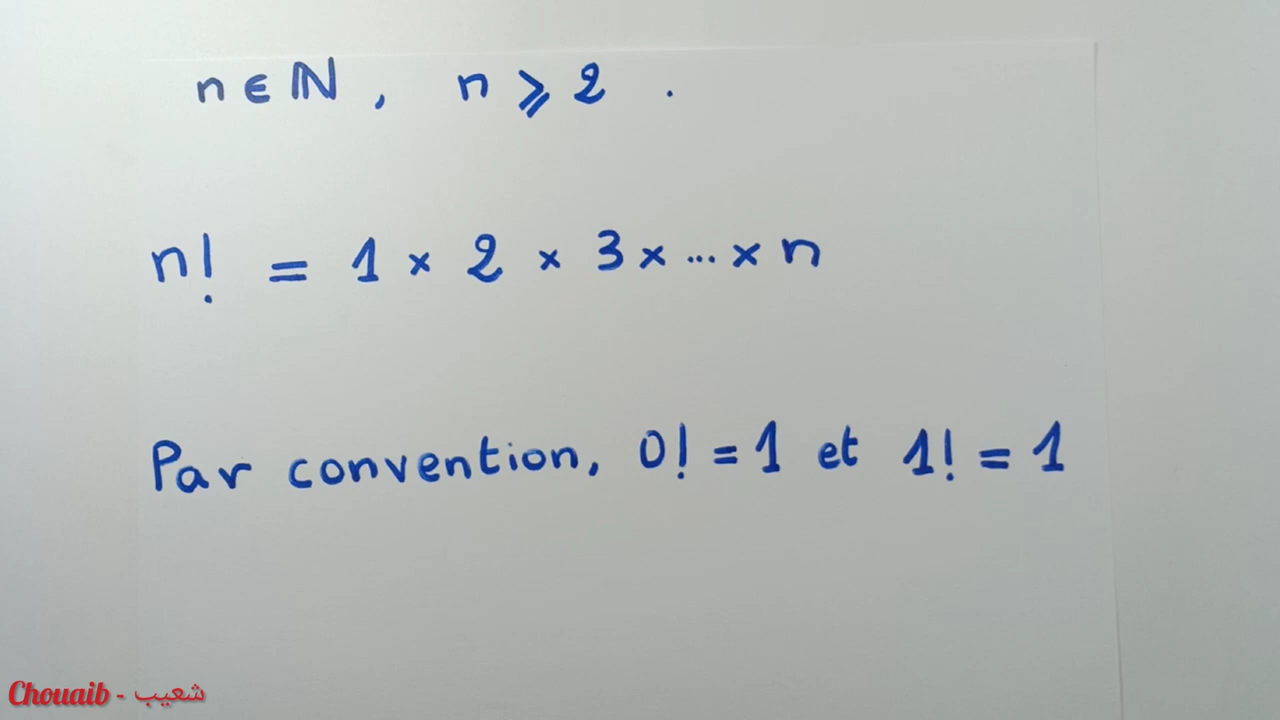 n ∈ ℕ, n ⩾ 2 .
n! = 1 × 2 × 3 × ... × n
Par convention, 0! = 1 et 1! = 1
Chouaib - شعيب